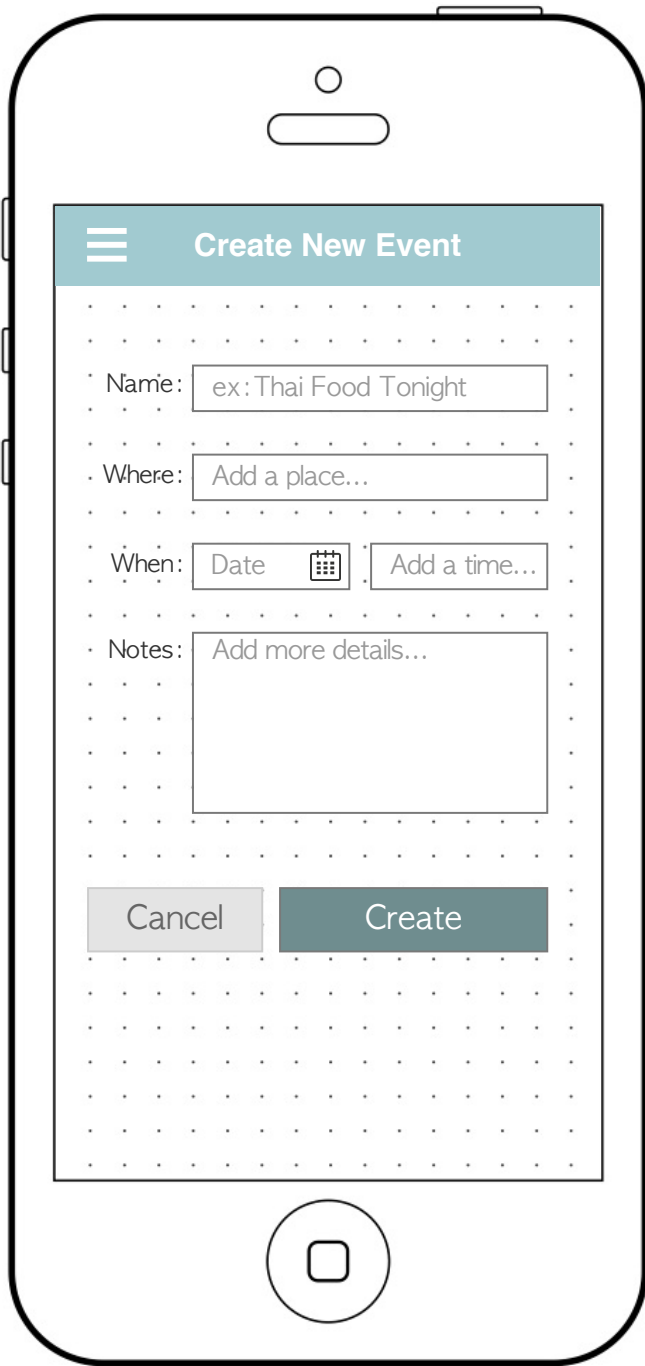 Create New Event
Name: ex: Thai Food Tonight
Where: Add a place...
When: Date Add a time...
Notes: Add more details...
Cancel Create